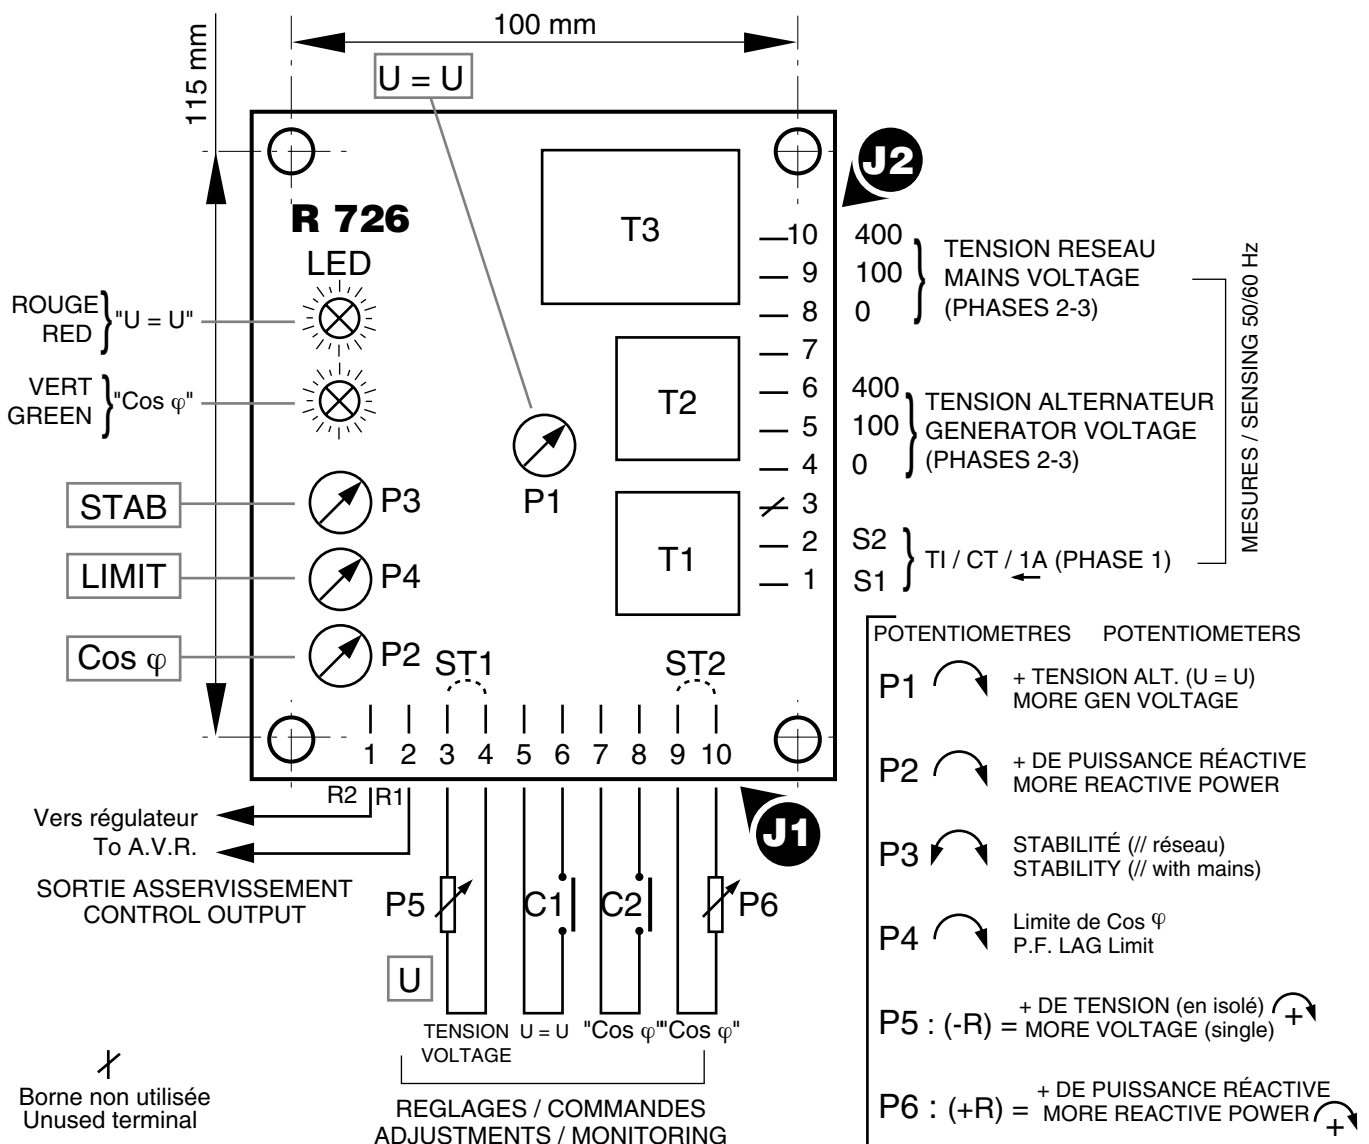 100 mm
115 mm
U = U
J2
R 726
LED
T3
10 400
9 100
8 0
7
6 400
5 100
4 0
3
2 S2
1 S1
TENSION RESEAU
MAINS VOLTAGE
(PHASES 2-3)
TENSION ALTERNATEUR
GENERATOR VOLTAGE
(PHASES 2-3)
TI / CT / 1A (PHASE 1)
MESURES / SENSING 50/60 Hz
ROUGE
RED
"U = U"
VERT
GREEN
"Cos φ"
T2
P1
T1
STAB
P3
LIMIT
P4
Cos φ
P2
ST1
ST2
1 2 3 4 5 6 7 8 9 10
R2 R1
J1
Vers régulateur
To A.V.R.
SORTIE ASSERVISSEMENT
CONTROL OUTPUT
P5
C1
C2
P6
U
TENSION
VOLTAGE
U = U
"Cos φ"
"Cos φ"
REGLAGES / COMMANDES
ADJUSTMENTS / MONITORING
Borne non utilisée
Unused terminal
POTENTIOMETRES POTENTIOMETERS
P1
+ TENSION ALT. (U = U)
MORE GEN VOLTAGE
P2
+ DE PUISSANCE RÉACTIVE
MORE REACTIVE POWER
P3
STABILITÉ (// réseau)
STABILITY (// with mains)
P4
Limite de Cos φ
P.F. LAG Limit
P5 : (-R) =
+ DE TENSION (en isolé)
MORE VOLTAGE (single)
+
P6 : (+R) =
+ DE PUISSANCE RÉACTIVE
MORE REACTIVE POWER
+